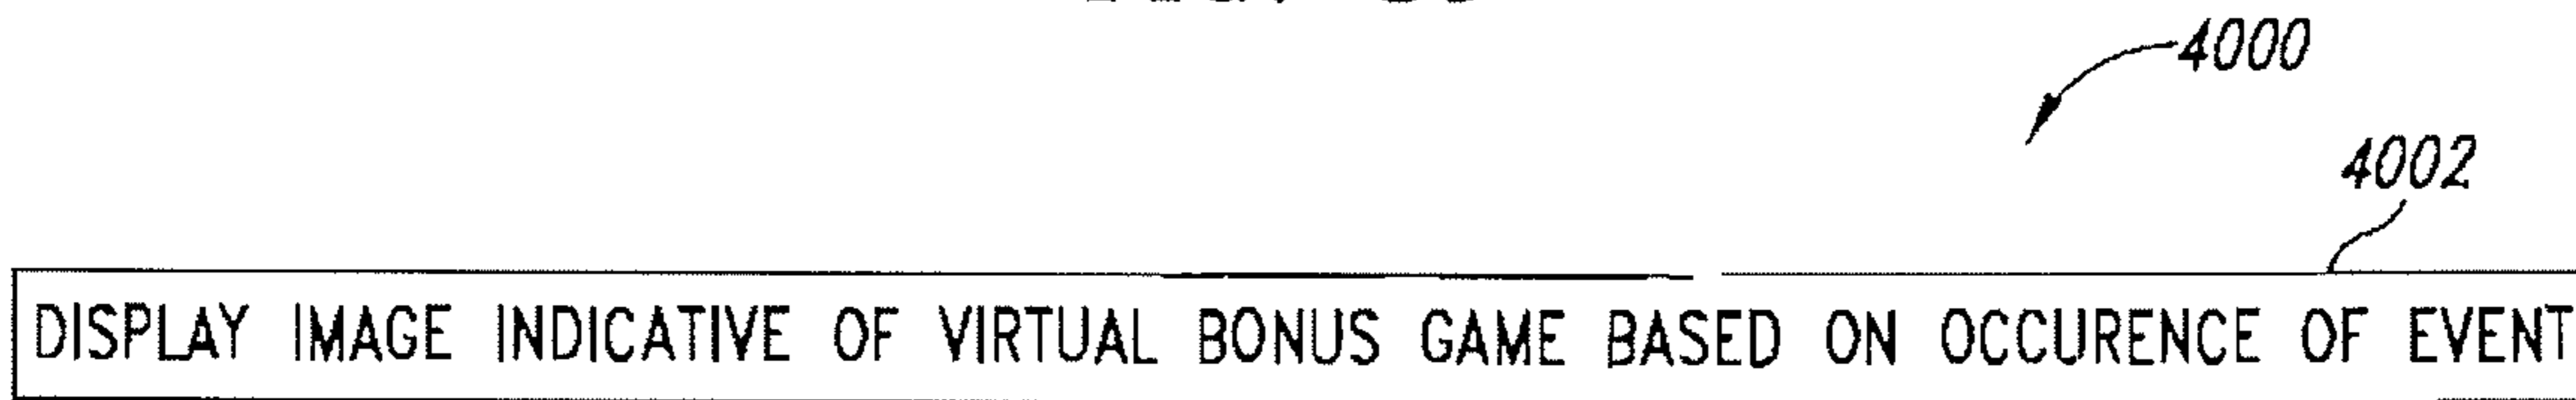 4000
4002
DISPLAY IMAGE INDICATIVE OF VIRTUAL BONUS GAME BASED ON OCCURENCE OF EVENT